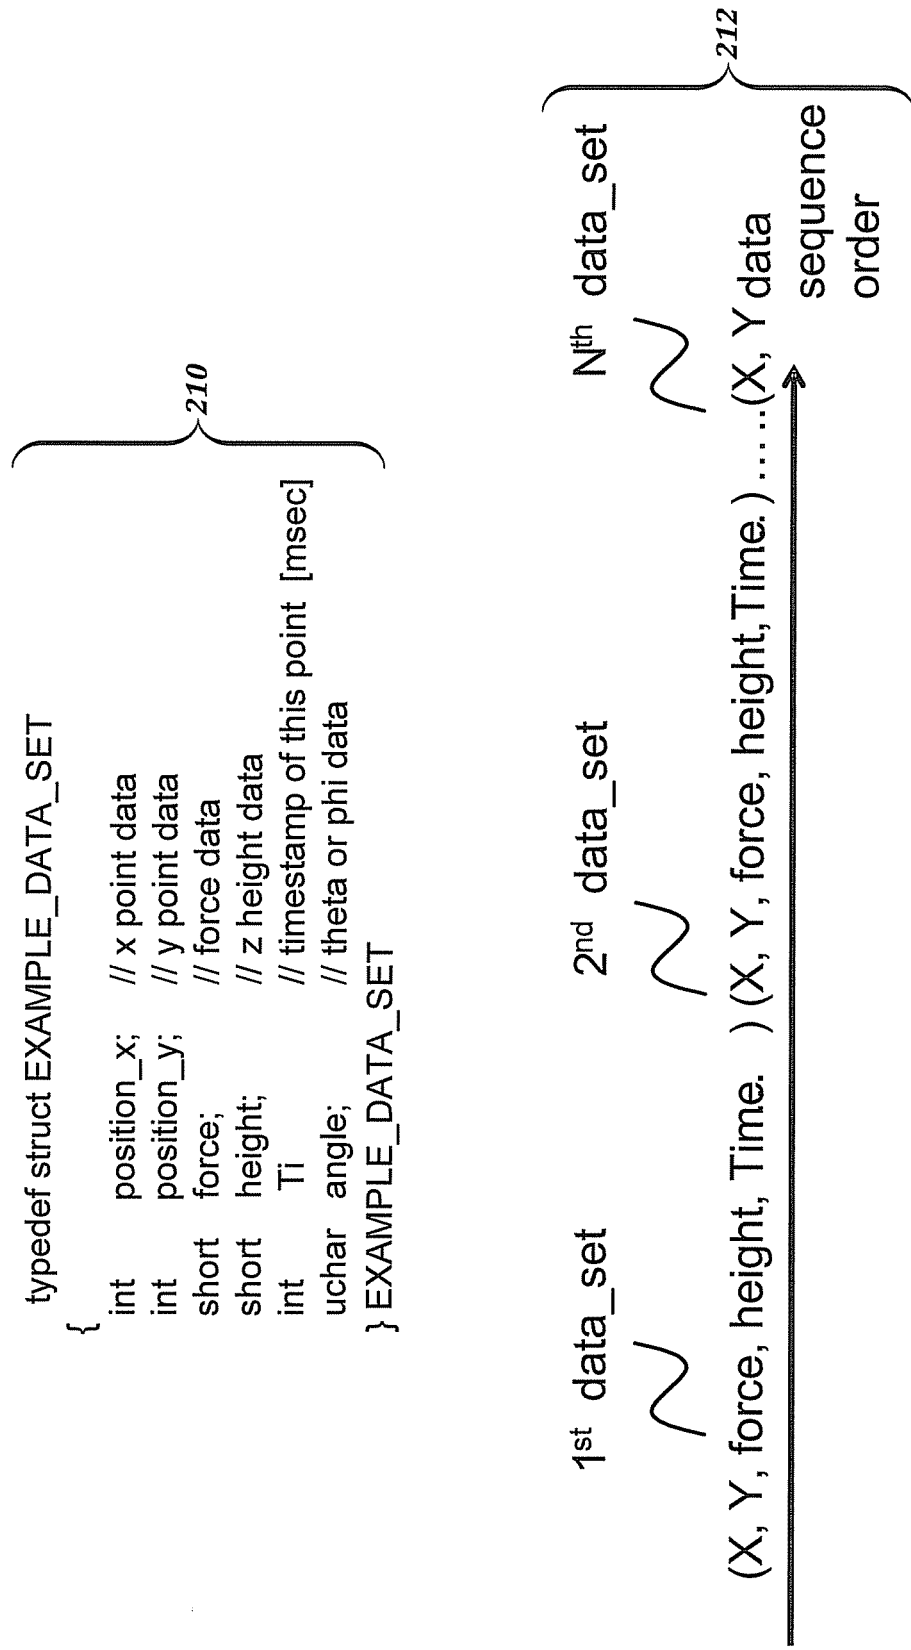 typedef struct EXAMPLE_DATA_SET
{
int position_x; // x point data
int position_y; // y point data
short force; // force data
short height; // z height data
int Ti // timestamp of this point [msec]
uchar angle; // theta or phi data
} EXAMPLE_DATA_SET
210
1st data_set
2nd data_set
Nth data_set
(X, Y, force, height, Time. ) (X, Y, force, height,Time.) .....(X, Y
data
sequence
order
212